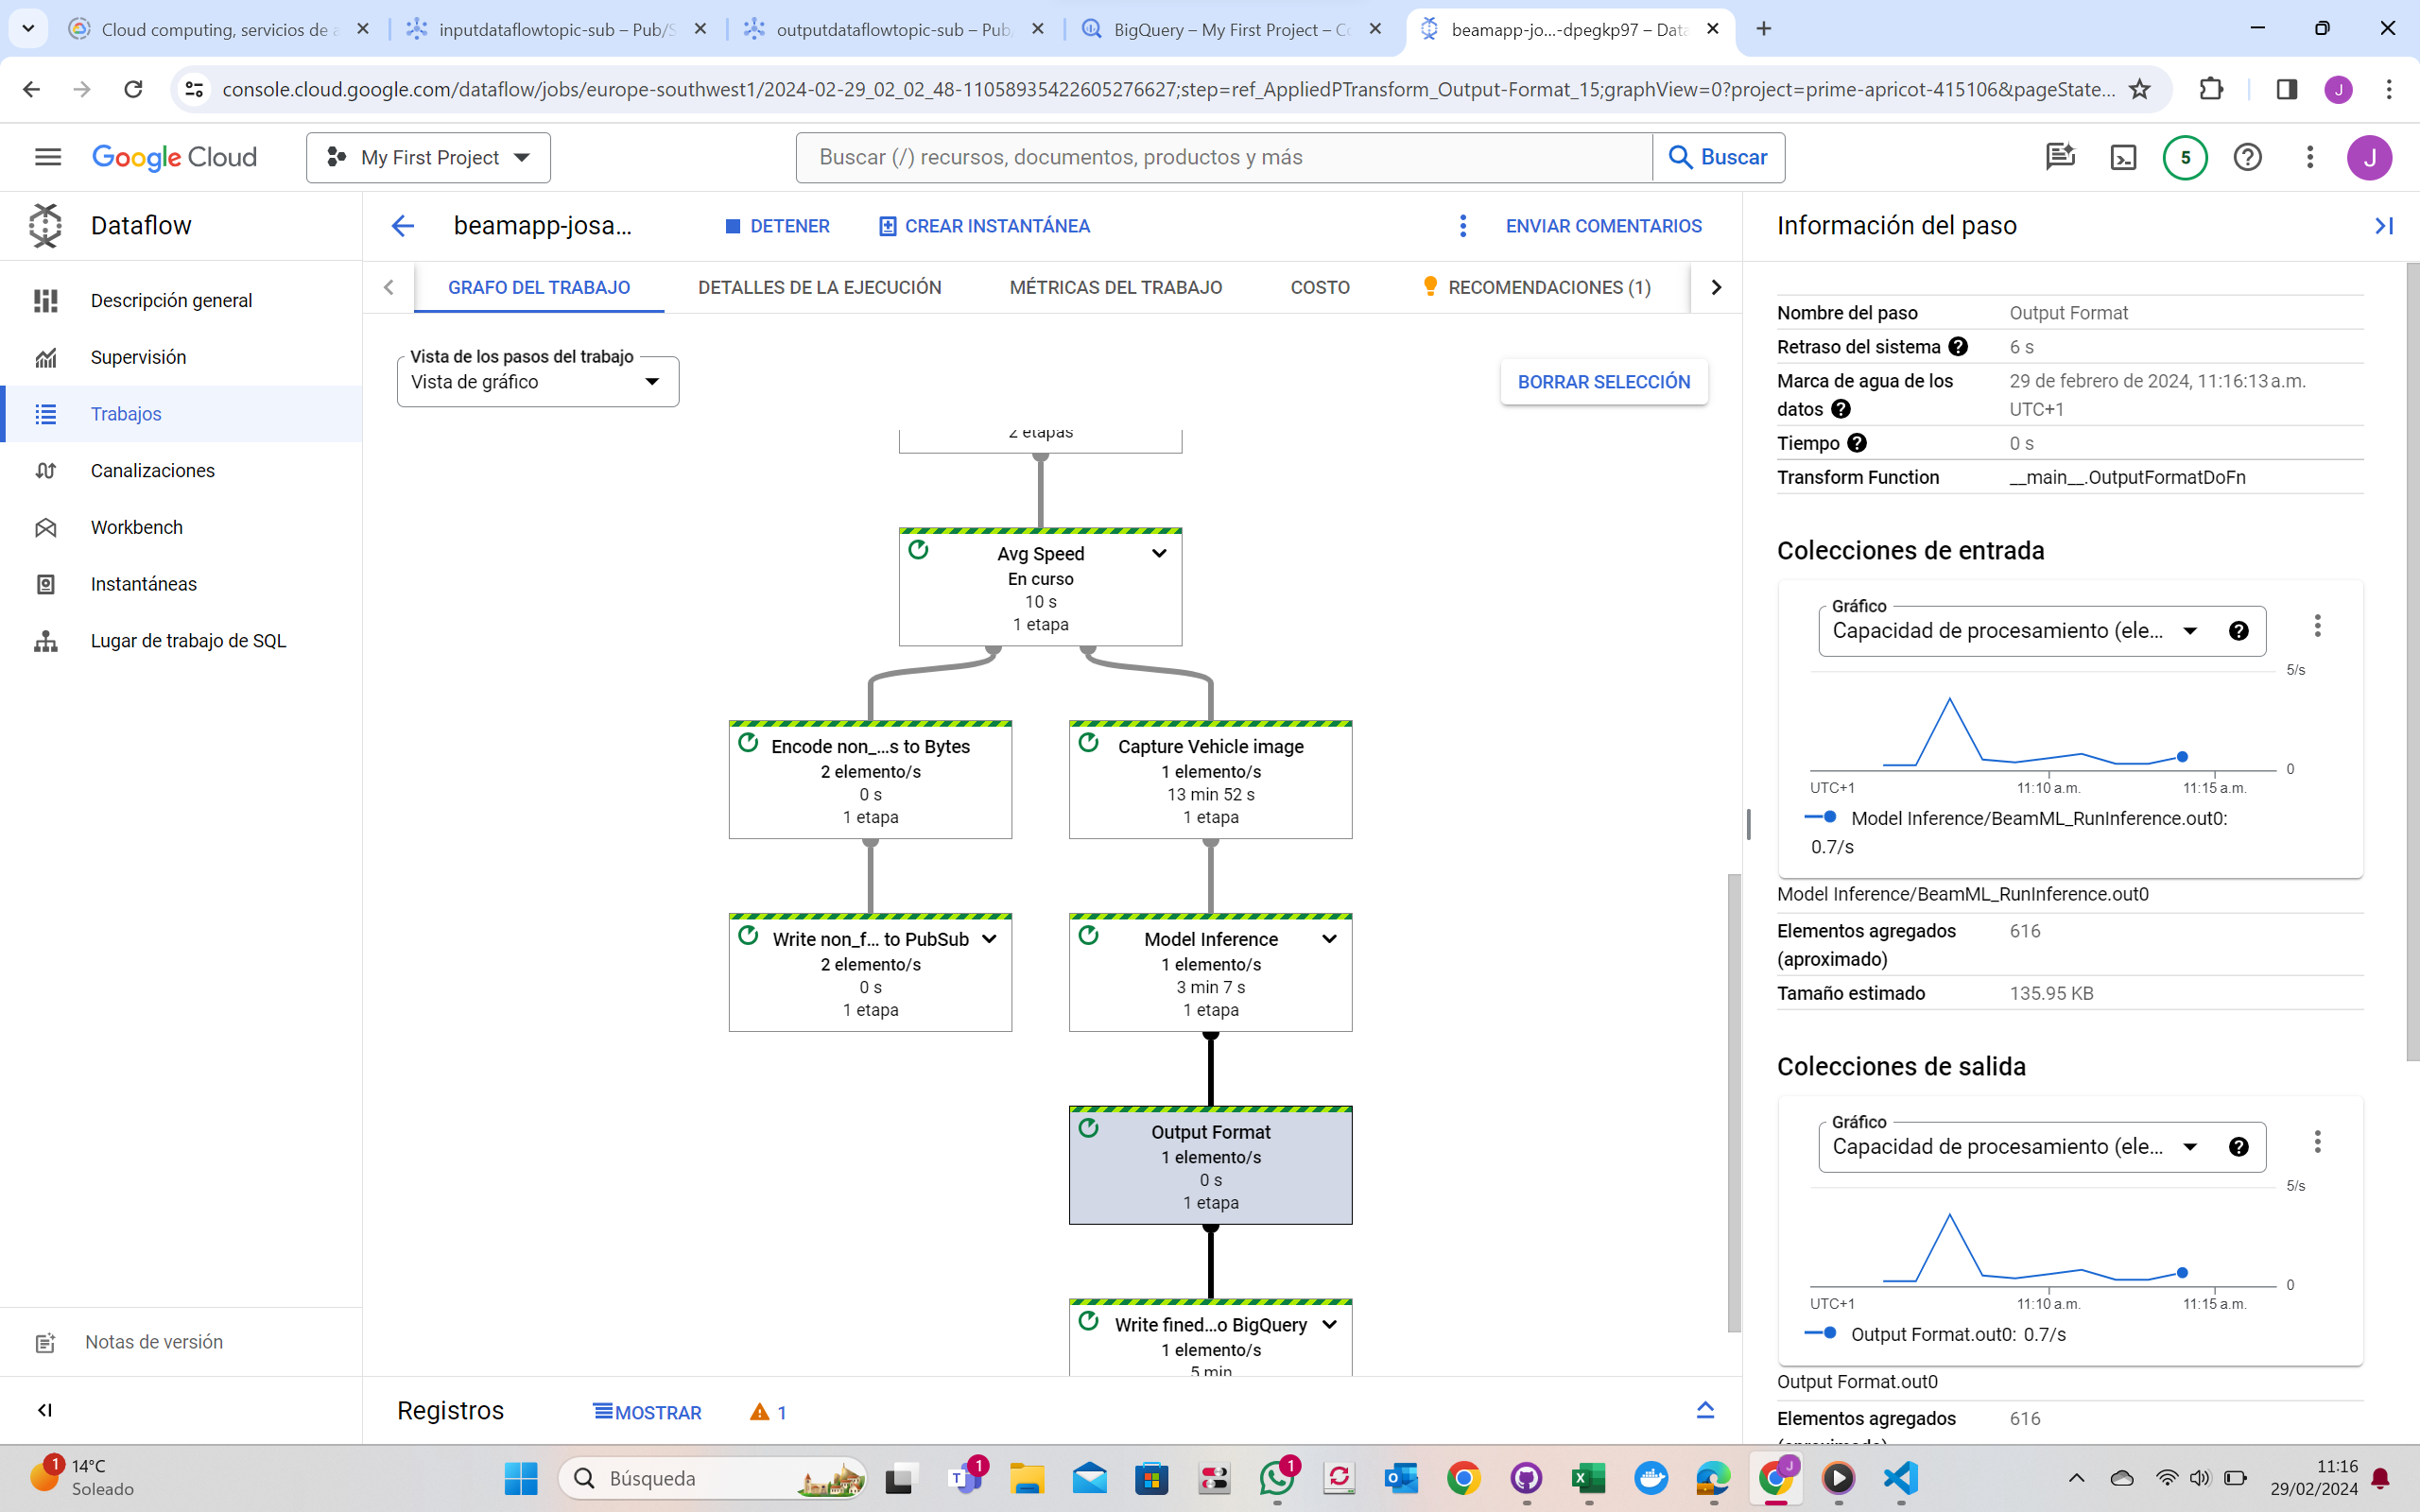 Cloud computing, servicios de a
inputdataflowtopic-sub – Pub/S
outputdataflowtopic-sub – Pub/
BigQuery – My First Project – Co
beamapp-jo...-dpegkp97 – Data
console.cloud.google.com/dataflow/jobs/europe-southwest1/2024-02-29_02_02_48-11058935422605276627;step=ref_AppliedPTransform_Output-Format_15;graphView=0?project=prime-apricot-415106&pageState...
J
Google Cloud
My First Project
Buscar (/) recursos, documentos, productos y más
Buscar
5
J
Dataflow
Descripción general
Supervisión
Trabajos
Canalizaciones
Workbench
Instantáneas
Lugar de trabajo de SQL
Notas de versión
beamapp-josa...
DETENER
CREAR INSTANTÁNEA
ENVIAR COMENTARIOS
GRAFO DEL TRABAJO
DETALLES DE LA EJECUCIÓN
MÉTRICAS DEL TRABAJO
COSTO
RECOMENDACIONES (1)
Vista de los pasos del trabajo
Vista de gráfico
BORRAR SELECCIÓN
2 etapas
Avg Speed
En curso
10 s
1 etapa
Encode non_...s to Bytes
2 elemento/s
0 s
1 etapa
Capture Vehicle image
1 elemento/s
13 min 52 s
1 etapa
Write non_f... to PubSub
2 elemento/s
0 s
1 etapa
Model Inference
1 elemento/s
3 min 7 s
1 etapa
Output Format
1 elemento/s
0 s
1 etapa
Write fined...o BigQuery
1 elemento/s
5 min
Registros
MOSTRAR
1
Información del paso
Nombre del paso Output Format
Retraso del sistema 6 s
Marca de agua de los datos 29 de febrero de 2024, 11:16:13 a.m. UTC+1
Tiempo 0 s
Transform Function __main__.OutputFormatDoFn
Colecciones de entrada
Gráfico
Capacidad de procesamiento (ele...
5/s
0
UTC+1 11:10 a.m. 11:15 a.m.
Model Inference/BeamML_RunInference.out0:
0.7/s
Model Inference/BeamML_RunInference.out0
Elementos agregados (aproximado) 616
Tamaño estimado 135.95 KB
Colecciones de salida
Gráfico
Capacidad de procesamiento (ele...
5/s
0
UTC+1 11:10 a.m. 11:15 a.m.
Output Format.out0: 0.7/s
Output Format.out0
Elementos agregados 616
(aproximado)
1
14°C
Soleado
Búsqueda
1
1
J
11:16
29/02/2024